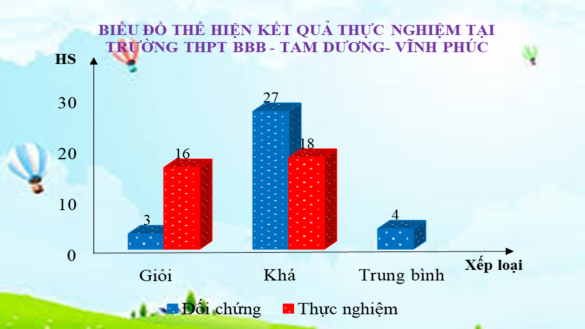 BIỂU ĐỒ THỂ HIỆN KẾT QUẢ THỰC NGHIỆM TẠI
TRƯỜNG THPT BBB - TAM DƯƠNG- VĨNH PHÚC
HS
30
20
10
0
3
16
27
18
4
Giỏi
Khá
Trung bình
Xếp loại
Đối chứng
Thực nghiệm